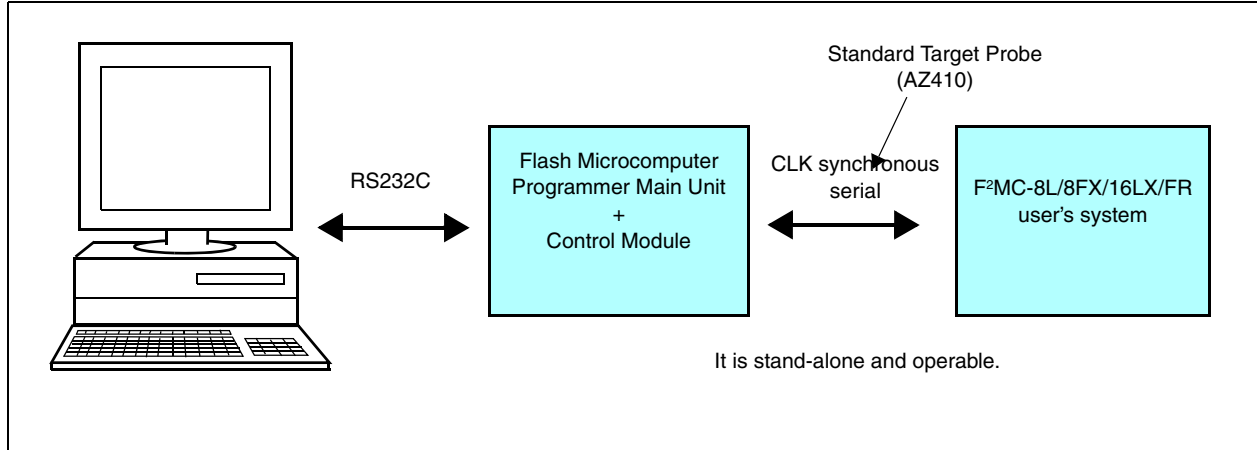 Standard Target Probe
(AZ410)
RS232C
Flash Microcomputer
Programmer Main Unit
+
Control Module
CLK synchronous
serial
F²MC-8L/8FX/16LX/FR
user's system
It is stand-alone and operable.